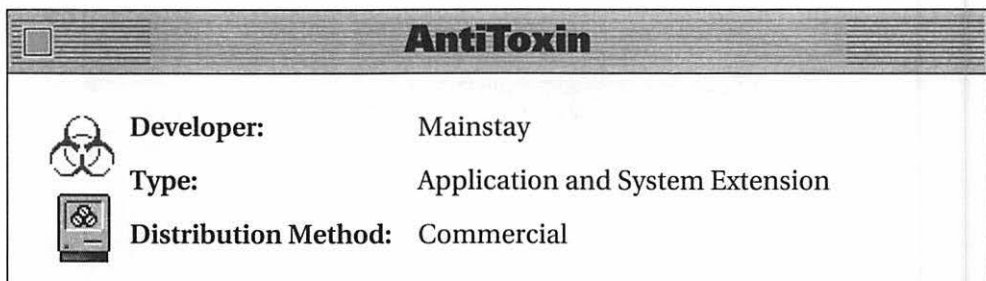 AntiToxin
Developer: Mainstay
Type: Application and System Extension
Distribution Method: Commercial